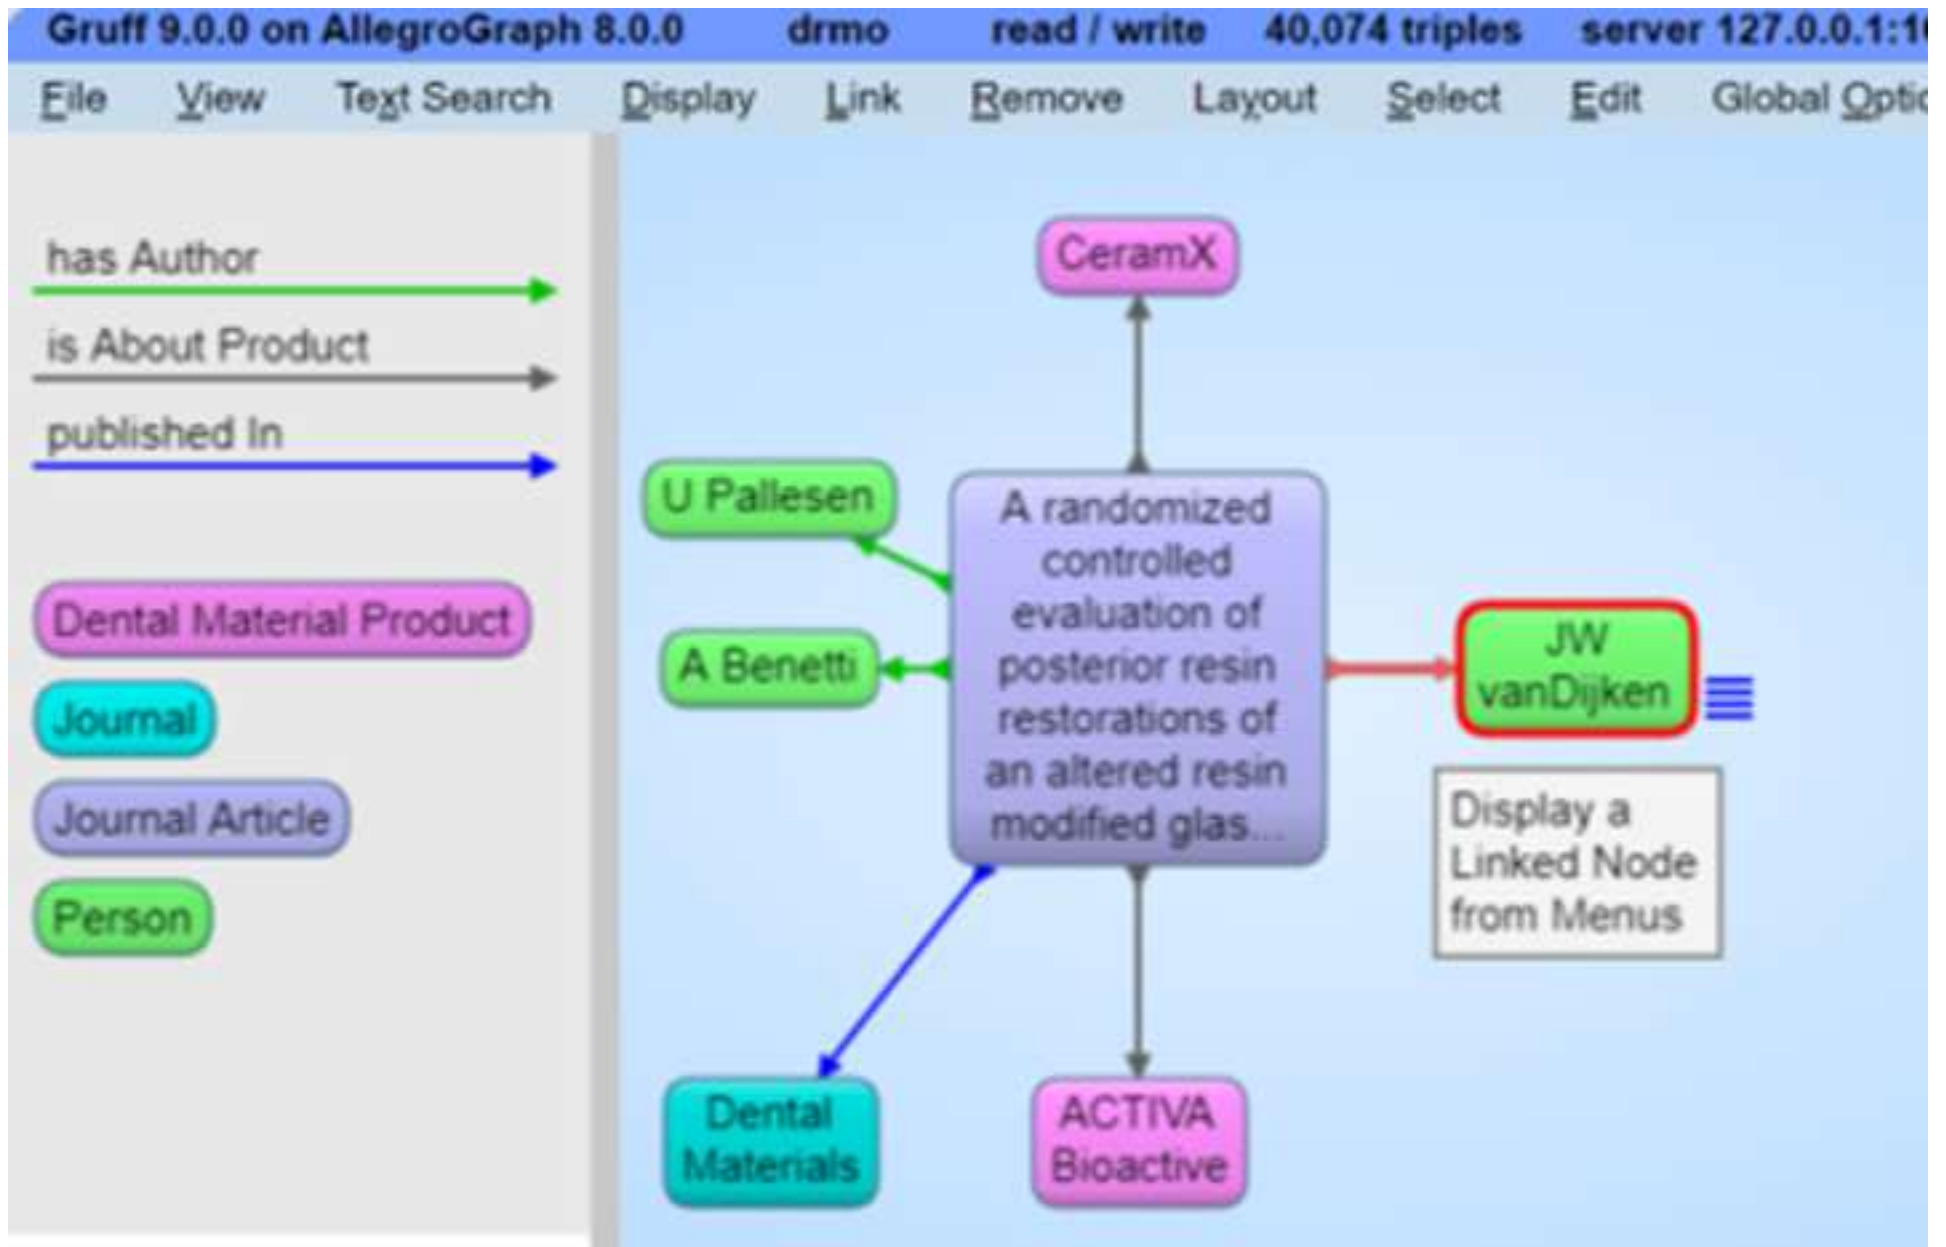 Gruff 9.0.0 on AllegroGraph 8.0.0 drmo read / write 40,074 triples server 127.0.0.1:1
File View Text Search Display Link Remove Layout Select Edit Global Optio
has Author
is About Product
published In
Dental Material Product
Journal
Journal Article
Person
CeramX
U Pallesen
A Benetti
A randomized
controlled
evaluation of
posterior resin
restorations of
an altered resin
modified glas...
JW
vanDijken
Display a
Linked Node
from Menus
Dental
Materials
ACTIVA
Bioactive